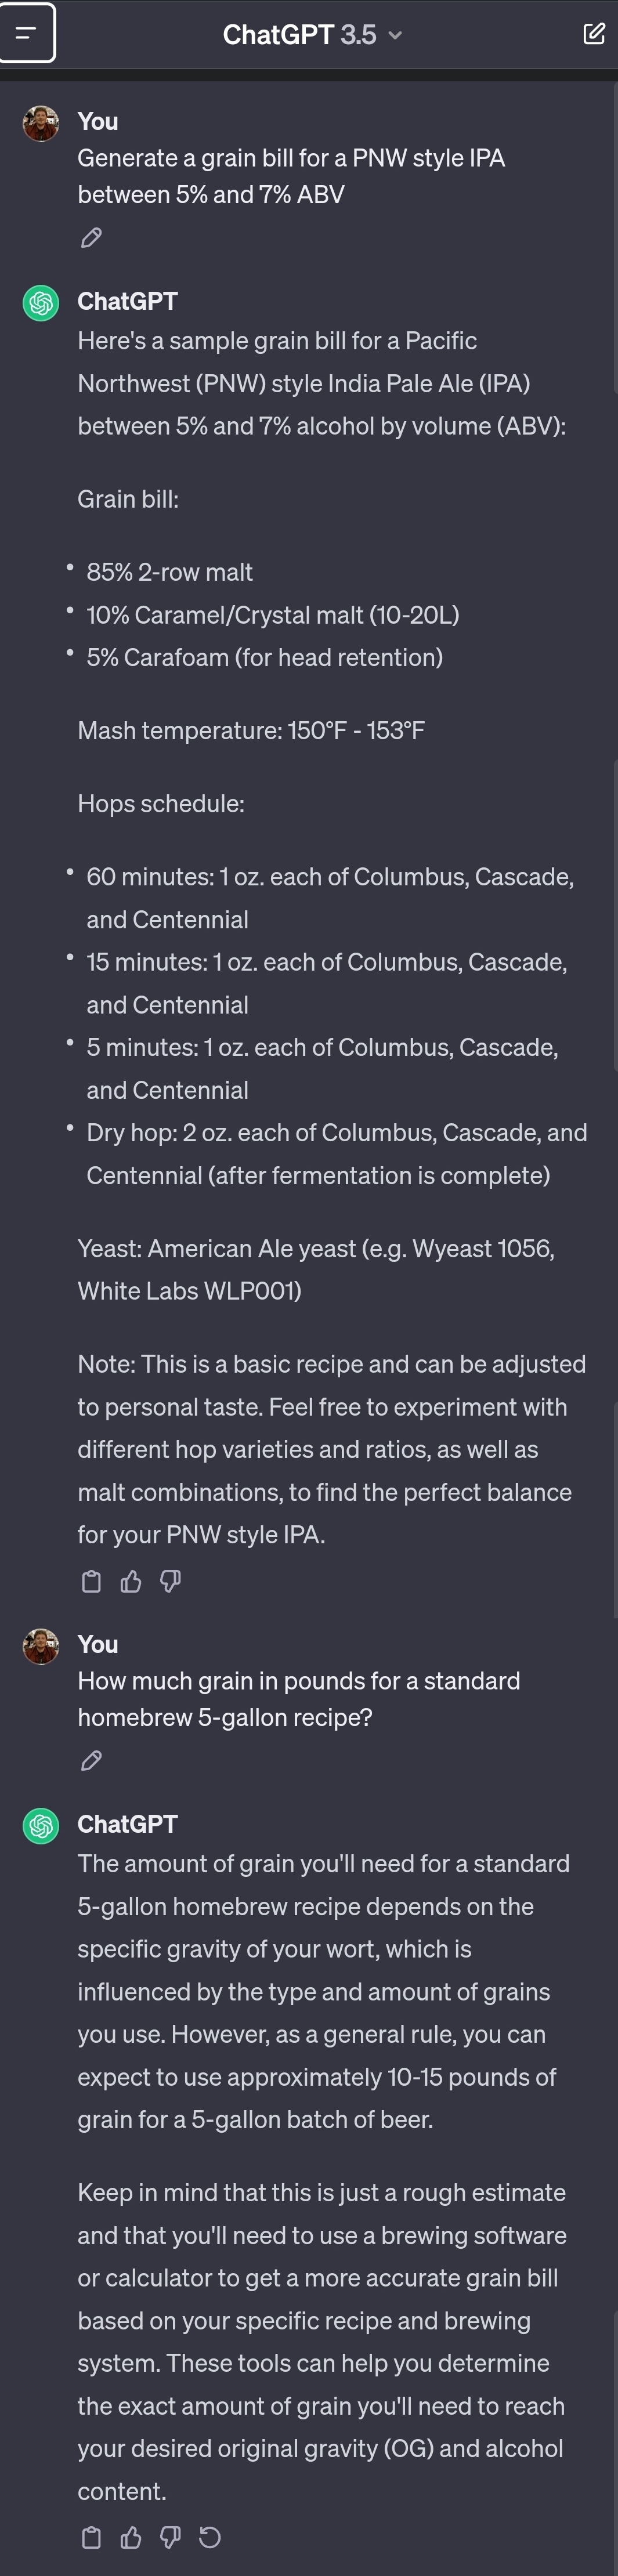 ChatGPT 3.5
You
Generate a grain bill for a PNW style IPA
between 5% and 7% ABV
ChatGPT
Here's a sample grain bill for a Pacific
Northwest (PNW) style India Pale Ale (IPA)
between 5% and 7% alcohol by volume (ABV):
Grain bill:
• 85% 2-row malt
• 10% Caramel/Crystal malt (10-20L)
• 5% Carafoam (for head retention)
Mash temperature: 150°F - 153°F
Hops schedule:
• 60 minutes: 1 oz. each of Columbus, Cascade,
and Centennial
• 15 minutes: 1 oz. each of Columbus, Cascade,
and Centennial
• 5 minutes: 1 oz. each of Columbus, Cascade,
and Centennial
• Dry hop: 2 oz. each of Columbus, Cascade, and
Centennial (after fermentation is complete)
Yeast: American Ale yeast (e.g. Wyeast 1056,
White Labs WLP001)
Note: This is a basic recipe and can be adjusted
to personal taste. Feel free to experiment with
different hop varieties and ratios, as well as
malt combinations, to find the perfect balance
for your PNW style IPA.
You
How much grain in pounds for a standard
homebrew 5-gallon recipe?
ChatGPT
The amount of grain you'll need for a standard
5-gallon homebrew recipe depends on the
specific gravity of your wort, which is
influenced by the type and amount of grains
you use. However, as a general rule, you can
expect to use approximately 10-15 pounds of
grain for a 5-gallon batch of beer.
Keep in mind that this is just a rough estimate
and that you'll need to use a brewing software
or calculator to get a more accurate grain bill
based on your specific recipe and brewing
system. These tools can help you determine
the exact amount of grain you'll need to reach
your desired original gravity (OG) and alcohol
content.